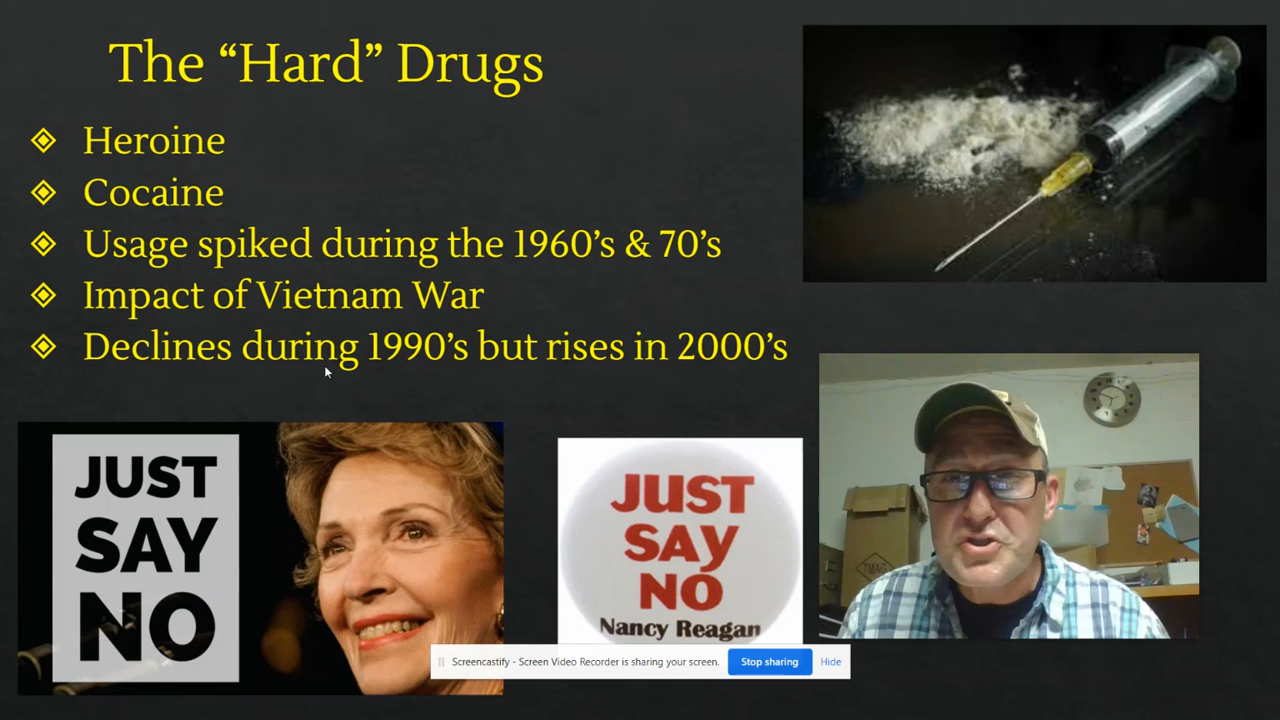 The “Hard” Drugs
Heroine
Cocaine
Usage spiked during the 1960’s & 70’s
Impact of Vietnam War
Declines during 1990’s but rises in 2000’s
JUST
SAY
NO
JUST
SAY
NO
Nancy Reagan
TMAG
Screencastify - Screen Video Recorder is sharing your screen.
Stop sharing
Hide